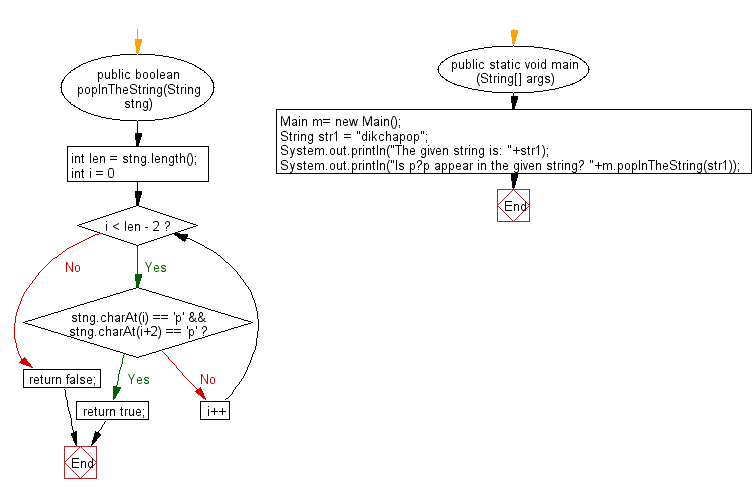 public boolean
popInTheString(String
stng)
int len = stng.length();
int i = 0
i < len - 2 ?
No
Yes
stng.charAt(i) == 'p' &&
stng.charAt(i+2) == 'p' ?
return false;
Yes
No
return true;
i++
End
public static void main
(String[] args)
Main m= new Main();
String str1 = "dikchapop";
System.out.println("The given string is: "+str1);
System.out.println("Is p?p appear in the given string? "+m.popInTheString(str1));
End